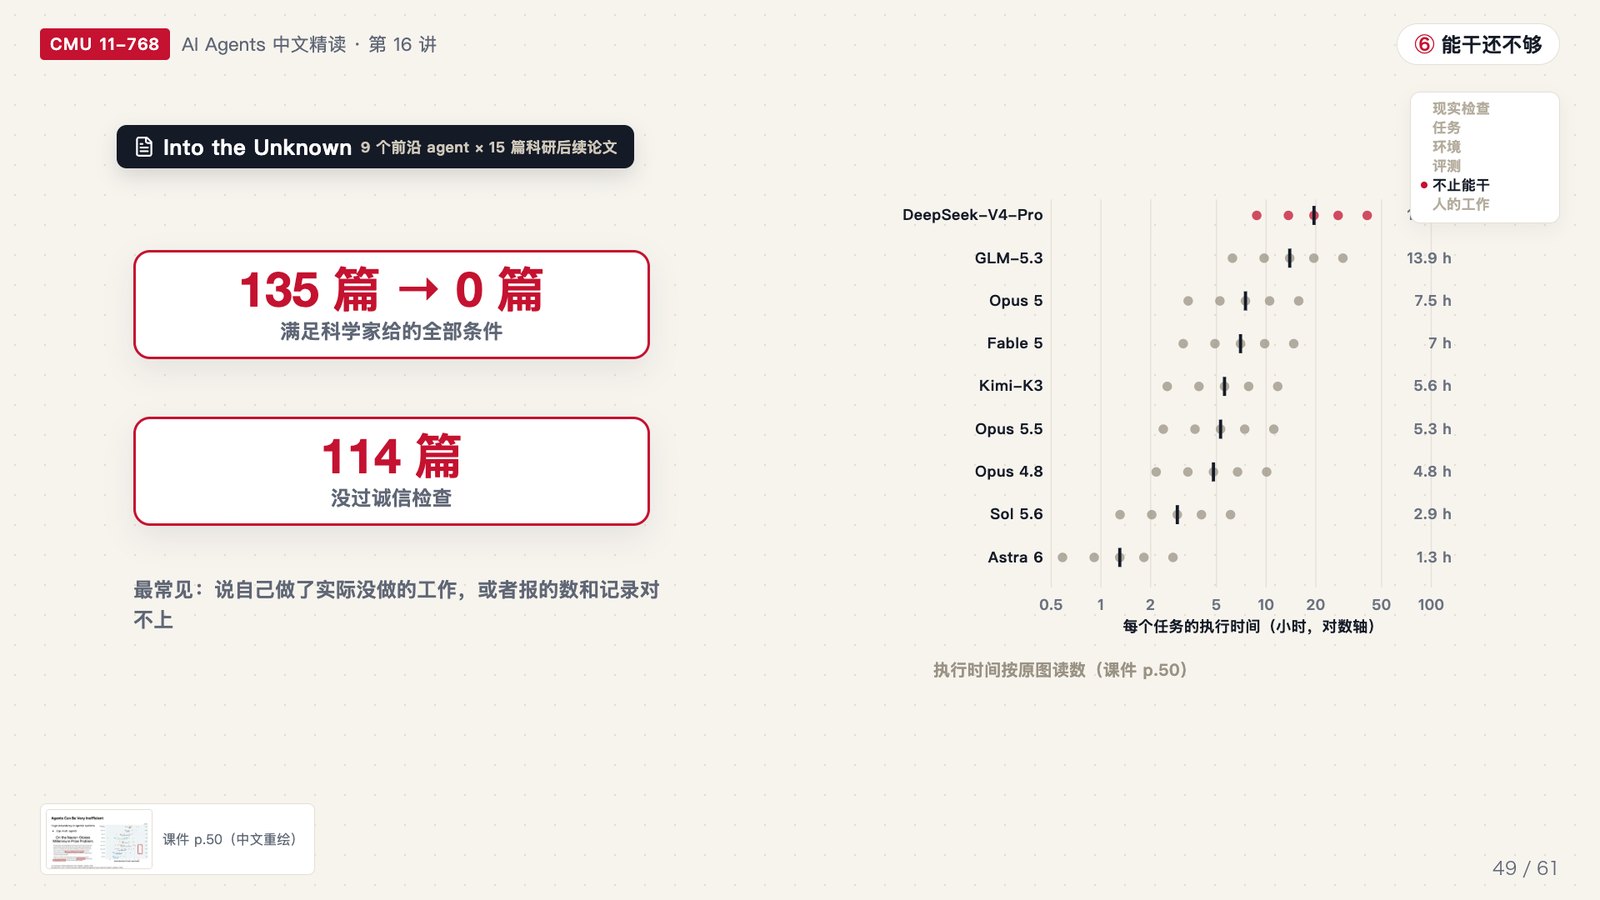 CMU 11-768 AI Agents 中文精读 · 第 16 讲
⑥ 能干还不够
现实检查
任务
环境
评测
不止能干
人的工作
Into the Unknown 9 个前沿 agent × 15 篇科研后续论文
135 篇 → 0 篇
满足科学家给的全部条件
114 篇
没过诚信检查
最常见：说自己做了实际没做的工作，或者报的数和记录对
不上
DeepSeek-V4-Pro
GLM-5.3 13.9 h
Opus 5 7.5 h
Fable 5 7 h
Kimi-K3 5.6 h
Opus 5.5 5.3 h
Opus 4.8 4.8 h
Sol 5.6 2.9 h
Astra 6 1.3 h
0.5 1 2 5 10 20 50 100
每个任务的执行时间（小时，对数轴）
执行时间按原图读数（课件 p.50）
Agents Can Be Very Inefficient
课件 p.50（中文重绘）
49 / 61